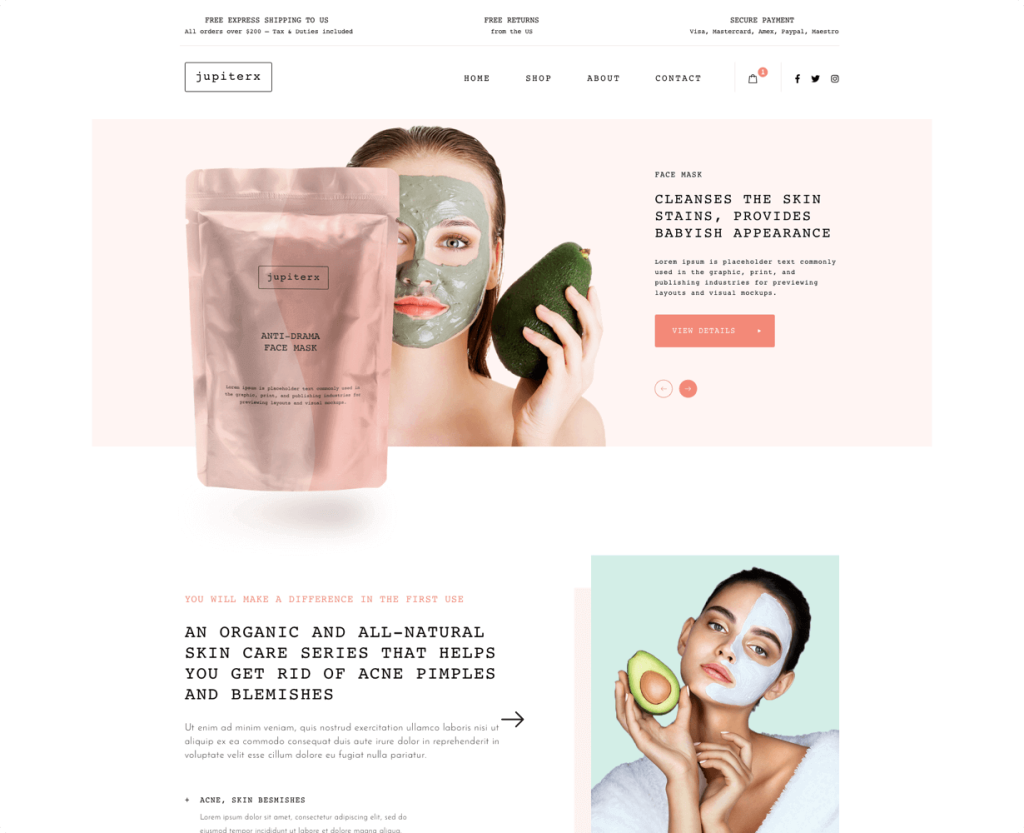 FREE EXPRESS SHIPPING TO US
All orders over $200 — Tax & Duties included
FREE RETURNS
from the US
SECURE PAYMENT
Visa, Mastercard, Amex, Paypal, Maestro
jupiterx
HOME
SHOP
ABOUT
CONTACT
1
FACE MASK
CLEANSES THE SKIN
STAINS, PROVIDES
BABYISH APPEARANCE
Lorem ipsum is placeholder text commonly
used in the graphic, print, and
publishing industries for previewing
layouts and visual mockups.
VIEW DETAILS
jupiterx
ANTI-DRAMA
FACE MASK
Lorem ipsum is placeholder text commonly used in
the graphic, print, and publishing industries for
previewing layouts and visual mockups.
YOU WILL MAKE A DIFFERENCE IN THE FIRST USE
AN ORGANIC AND ALL-NATURAL
SKIN CARE SERIES THAT HELPS
YOU GET RID OF ACNE PIMPLES
AND BLEMISHES
Ut enim ad minim veniam, quis nostrud exercitation ullamco laboris nisi ut
aliquip ex ea commodo consequat duis aute irure dolor in reprehenderit in
voluptate velit esse cillum dolore eu fugiat nulla pariatur.
+ ACNE, SKIN BESMISHES
Lorem ipsum dolor sit amet, consectetur adipiscing elit, sed do
eiusmod tempor incididunt ut labore et dolore magna aliqua.